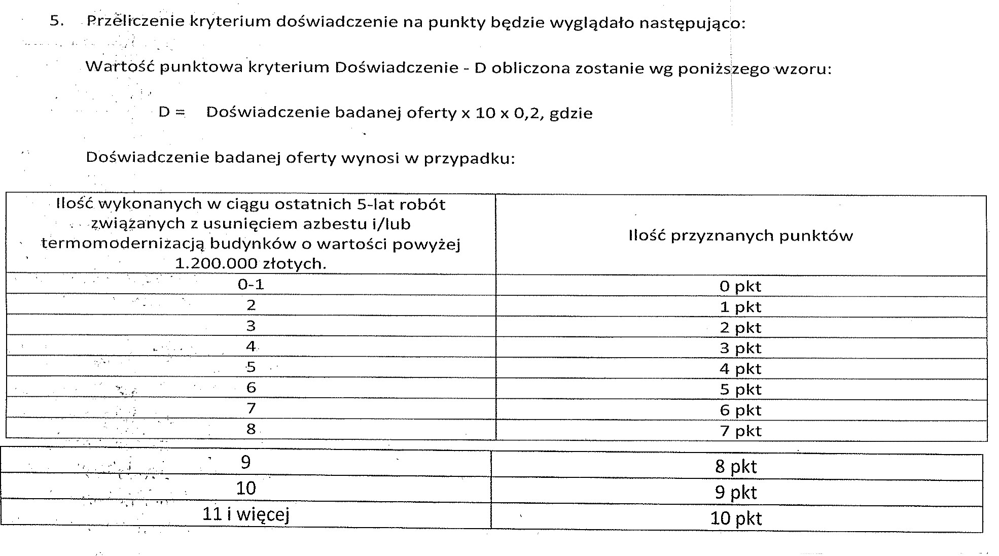 5. Przeliczenie kryterium doświadczenie na punkty będzie wyglądało następująco:
Wartość punktowa kryterium Doświadczenie - D obliczona zostanie wg poniższego wzoru:
D = Doświadczenie badanej oferty x 10 x 0,2, gdzie
Doświadczenie badanej oferty wynosi w przypadku:
Ilość wykonanych w ciągu ostatnich 5-lat robót
związanych z usunięciem azbestu i/lub
termomodernizacją budynków o wartości powyżej
1.200.000 złotych.
Ilość przyznanych punktów
0-1 0 pkt
2 1 pkt
3 2 pkt
4 3 pkt
5 4 pkt
6 5 pkt
7 6 pkt
8 7 pkt
9 8 pkt
10 9 pkt
11 i więcej 10 pkt